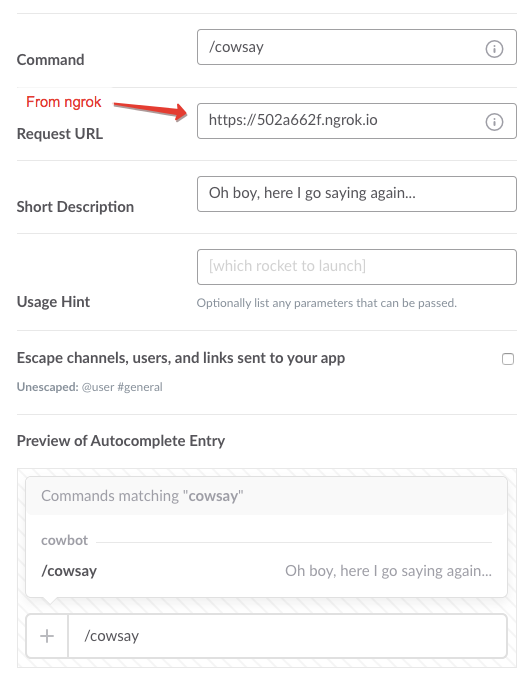 Command
/cowsay
From ngrok
Request URL
https://502a662f.ngrok.io
Short Description
Oh boy, here I go saying again...
Usage Hint
[which rocket to launch]
Optionally list any parameters that can be passed.
Escape channels, users, and links sent to your app
Unescaped: @user #general
Preview of Autocomplete Entry
Commands matching "cowsay"
cowbot
/cowsay Oh boy, here I go saying again...
/cowsay